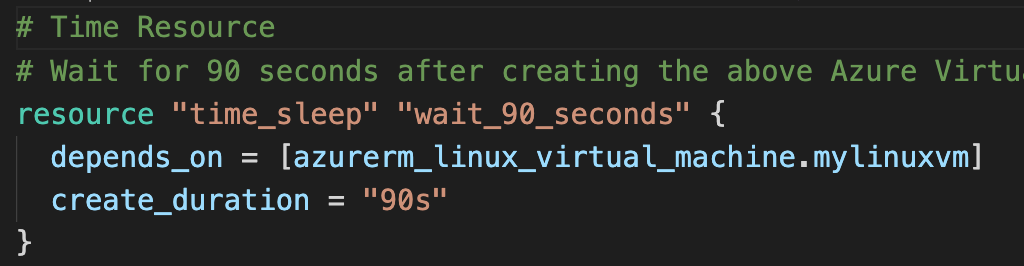 # Time Resource
# Wait for 90 seconds after creating the above Azure
resource "time_sleep" "wait_90_seconds" {
  depends_on = [azurerm_linux_virtual_machine.mylinuxvm]
  create_duration = "90s"
}